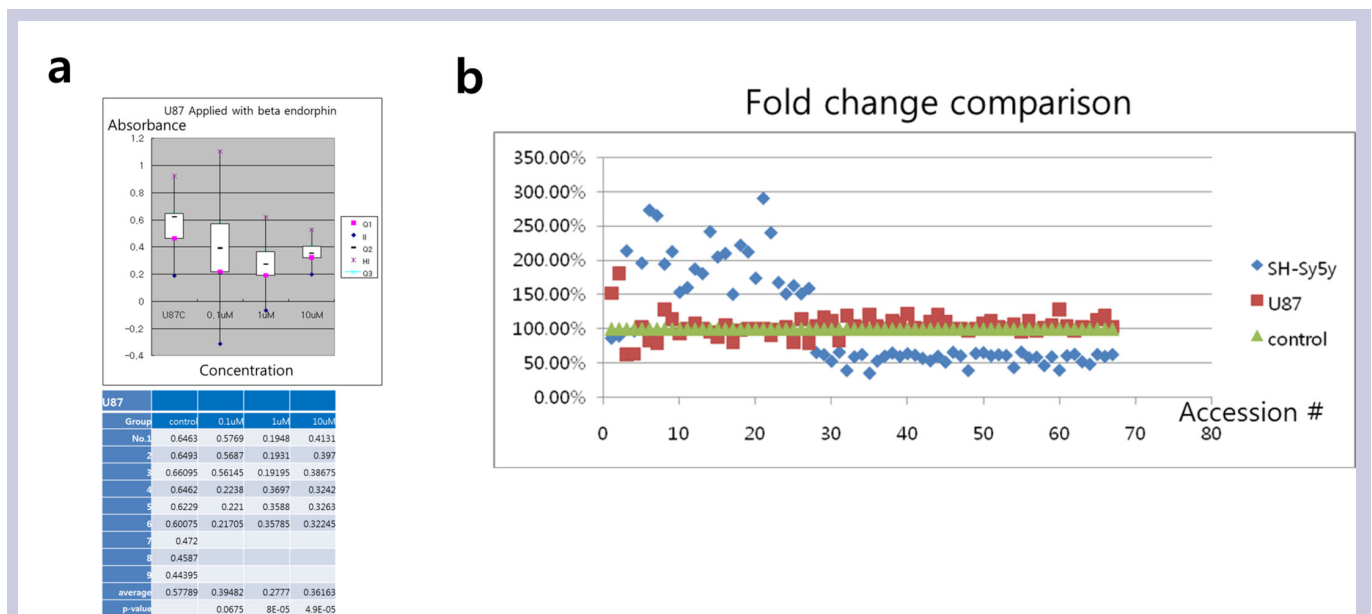 a
U87 Applied with beta endorphin
Absorbance
1.2
1
0.8
0.6
0.4
0.2
0
-0.2
-0.4
U87C 0.1uM 1uM 10uM
Q1
II
Q2
HI
Q3
Concentration
U87
Group control 0.1uM 1uM 10uM
No.1 0.6463 0.5769 0.1948 0.4131
2 0.6493 0.5687 0.1931 0.397
3 0.66095 0.56145 0.19195 0.38675
4 0.6462 0.2238 0.3697 0.3242
5 0.6229 0.221 0.3588 0.3263
6 0.60075 0.21705 0.35785 0.32245
7 0.472
8 0.4587
9 0.44395
average 0.57789 0.39482 0.2777 0.36163
p-value 0.0675 8E-05 4.9E-05
b
Fold change comparison
350.00%
300.00%
250.00%
200.00%
150.00%
100.00%
50.00%
0.00%
0 10 20 30 40 50 60 70 80
Accession #
SH-Sy5y
U87
control